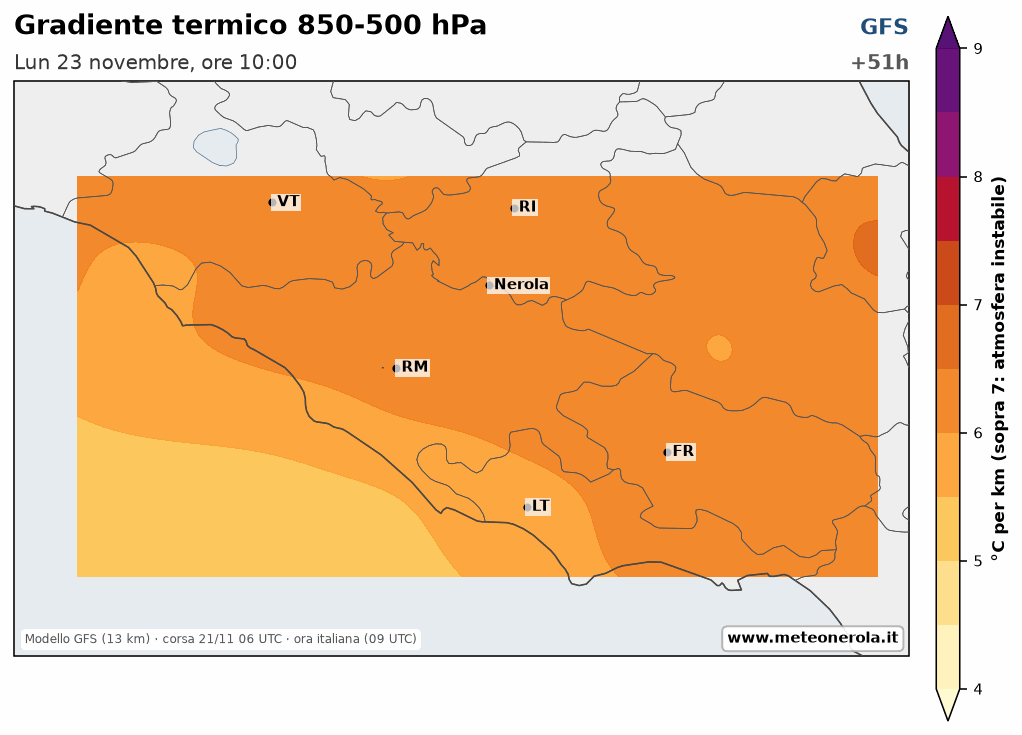 Gradiente termico 850-500 hPa
GFS
Lun 23 novembre, ore 10:00
+51h
9
8
7
6
5
4
°C per km (sopra 7: atmosfera instabile)
VT
RI
Nerola
RM
FR
LT
Modello GFS (13 km) · corsa 21/11 06 UTC · ora italiana (09 UTC)
www.meteonerola.it